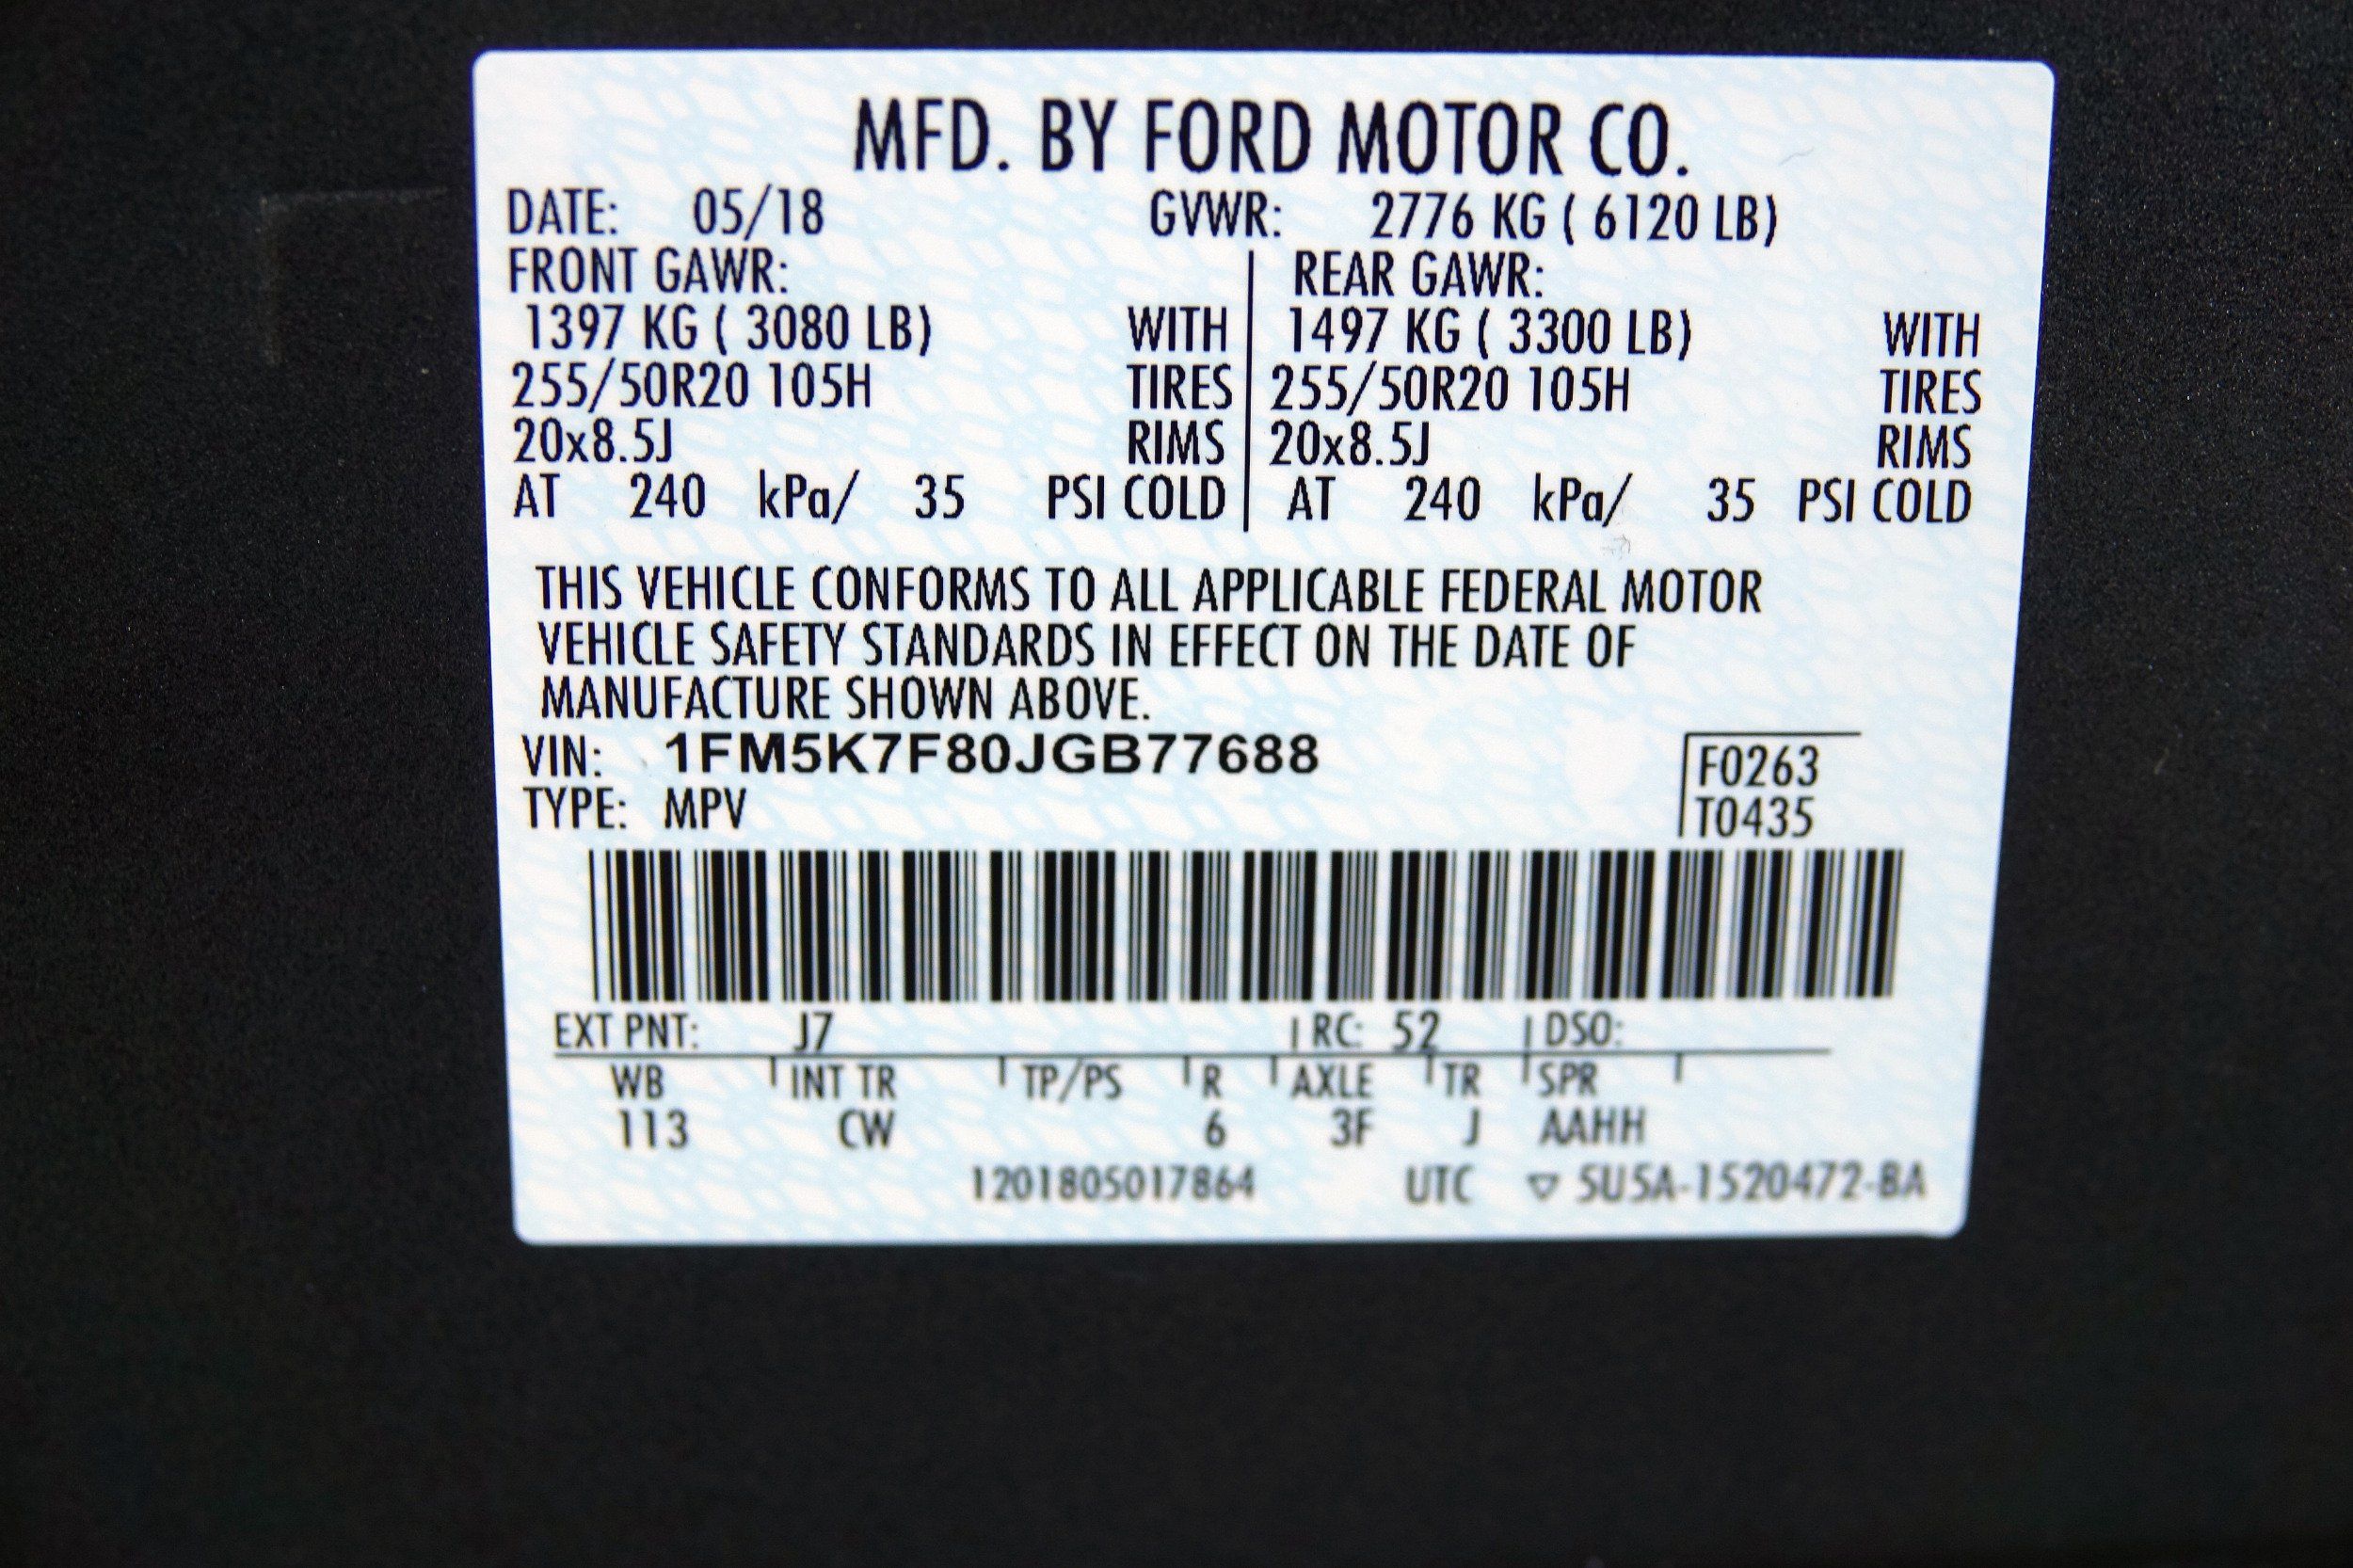 MFD. BY FORD MOTOR CO.
DATE: 05/18 GVWR: 2776 KG ( 6120 LB)
FRONT GAWR: REAR GAWR:
1397 KG ( 3080 LB) WITH 1497 KG ( 3300 LB) WITH
255/50R20 105H TIRES 255/50R20 105H TIRES
20x8.5J RIMS 20x8.5J RIMS
AT 240 kPa/ 35 PSI COLD AT 240 kPa/ 35 PSI COLD
THIS VEHICLE CONFORMS TO ALL APPLICABLE FEDERAL MOTOR
VEHICLE SAFETY STANDARDS IN EFFECT ON THE DATE OF
MANUFACTURE SHOWN ABOVE.
VIN: 1FM5K7F80JGB77688 F0263
TYPE: MPV T0435
EXT PNT: J7 RC: 52 DSO:
WB INT TR TP/PS R AXLE TR SPR
113 CW 6 3F J AAHH
1201805017864 UTC ▽ 5U5A-1520472-BA